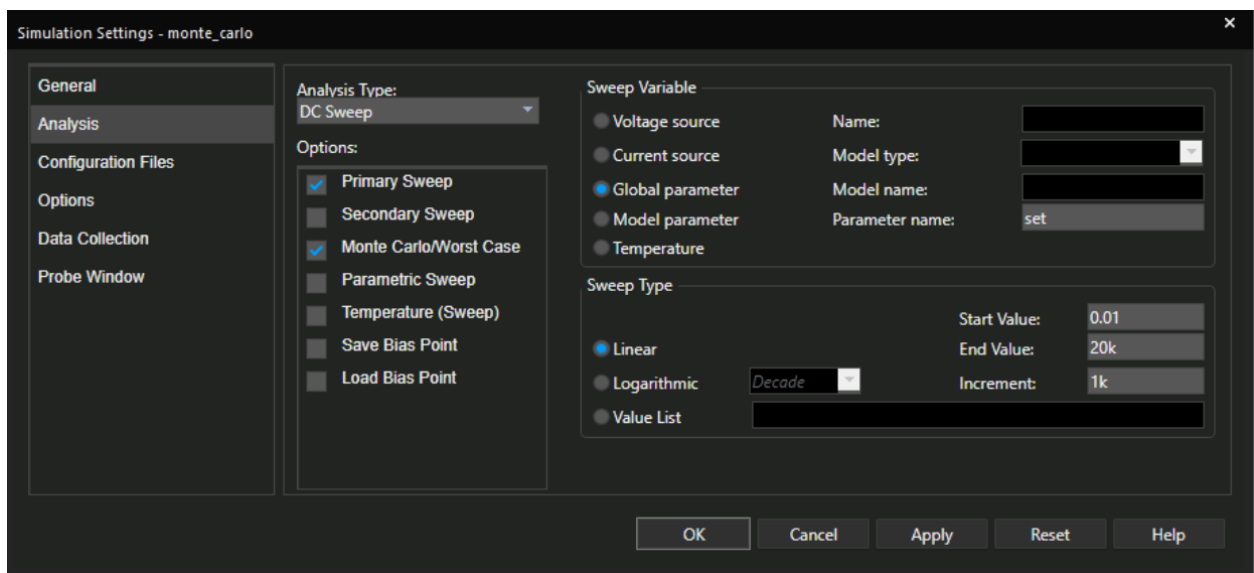 Simulation Settings - monte_carlo
×
General
Analysis
Configuration Files
Options
Data Collection
Probe Window
Analysis Type:
DC Sweep
Options:
Primary Sweep
Secondary Sweep
Monte Carlo/Worst Case
Parametric Sweep
Temperature (Sweep)
Save Bias Point
Load Bias Point
Sweep Variable
Voltage source Name:
Current source Model type:
Global parameter Model name:
Model parameter Parameter name: set
Temperature
Sweep Type
Start Value: 0.01
Linear End Value: 20k
Logarithmic Decade Increment: 1k
Value List
OK Cancel Apply Reset Help